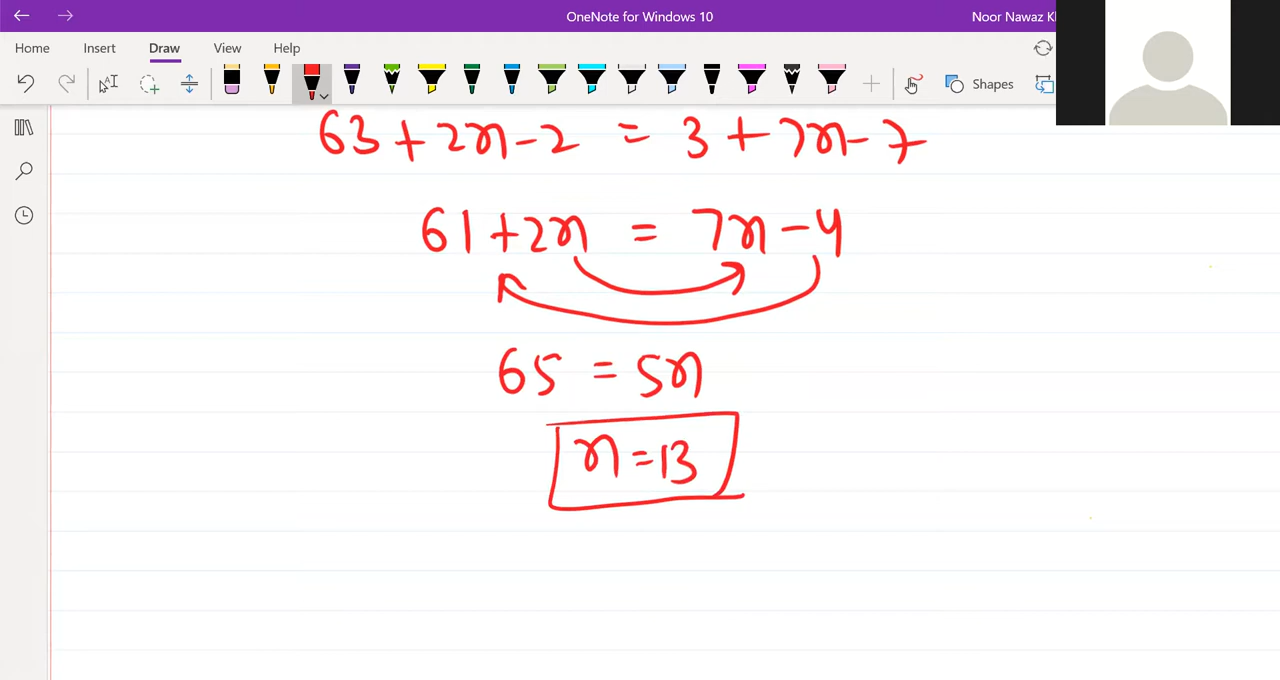 OneNote for Windows 10
Noor Nawaz
Home Insert Draw View Help
Shapes
63 + 2n - 2 = 3 + 7n - 7
61 + 2n = 7n - 4
65 = 5n
n = 13